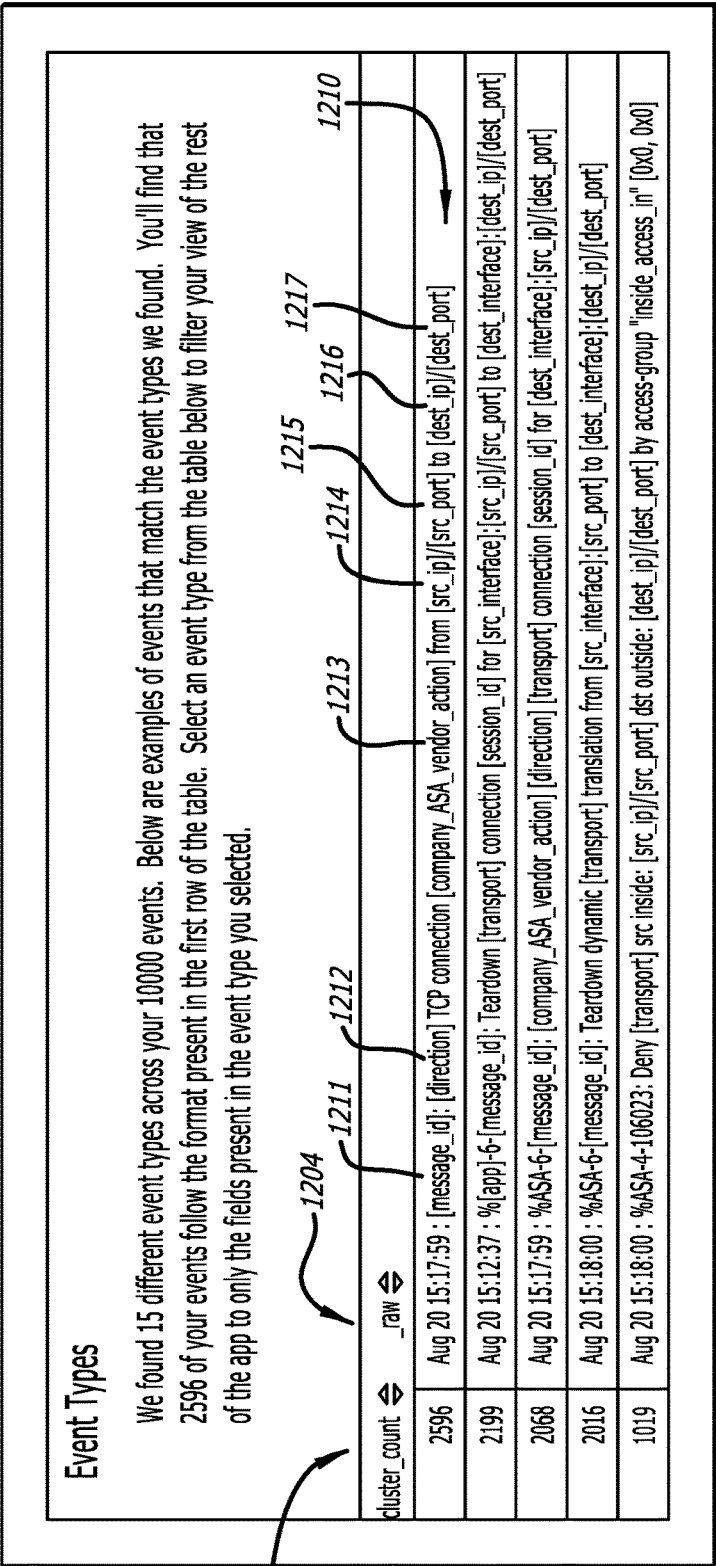 Event Types
We found 15 different event types across your 10000 events. Below are examples of events that match the event types we found. You'll find that
2596 of your events follow the format present in the first row of the table. Select an event type from the table below to filter your view of the rest
of the app to only the fields present in the event type you selected.
1204
1211
1212
1213
1214
1215
1216
1217
1210
cluster_count _raw
2596 Aug 20 15:17:59 : [message_id]: [direction] TCP connection [company_ASA_vendor_action] from [src_ip]/[src_port] to [dest_ip]/[dest_port]
2199 Aug 20 15:12:37 : %[app]-6-[message_id]: Teardown [transport] connection [session_id] for [src_interface]:[src_ip]/[src_port] to [dest_interface]:[dest_ip]/[dest_port]
2068 Aug 20 15:17:59 : %ASA-6-[message_id]: [company_ASA_vendor_action] [direction] [transport] connection [session_id] for [dest_interface]:[src_ip]/[dest_port]
2016 Aug 20 15:18:00 : %ASA-6-[message_id]: Teardown dynamic [transport] translation from [src_interface]:[src_port] to [dest_interface]:[dest_ip]/[dest_port]
1019 Aug 20 15:18:00 : %ASA-4-106023: Deny [transport] src inside: [src_ip]/[src_port] dst outside: [dest_ip]/[dest_port] by access-group "inside_access_in" [0x0, 0x0]